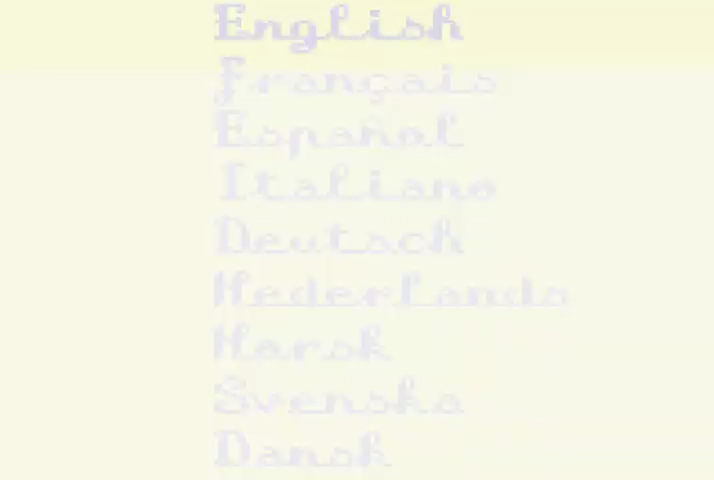 English
Français
Español
Italiano
Deutsch
Nederlands
Norsk
Svenska
Dansk